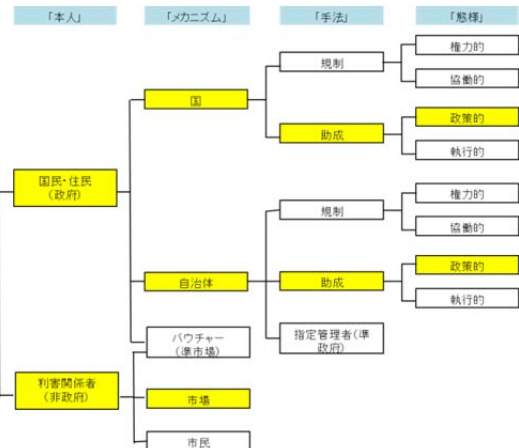 「本人」
「メカニズム」
「手法」
「態様」
権力的
規制
協働的
国
政策的
助成
執行的
国民・住民
(政府)
権力的
規制
協働的
自治体
助成
政策的
執行的
バウチャー
(準市場)
指定管理者(準
政府)
利害関係者
(非政府)
市場
市民